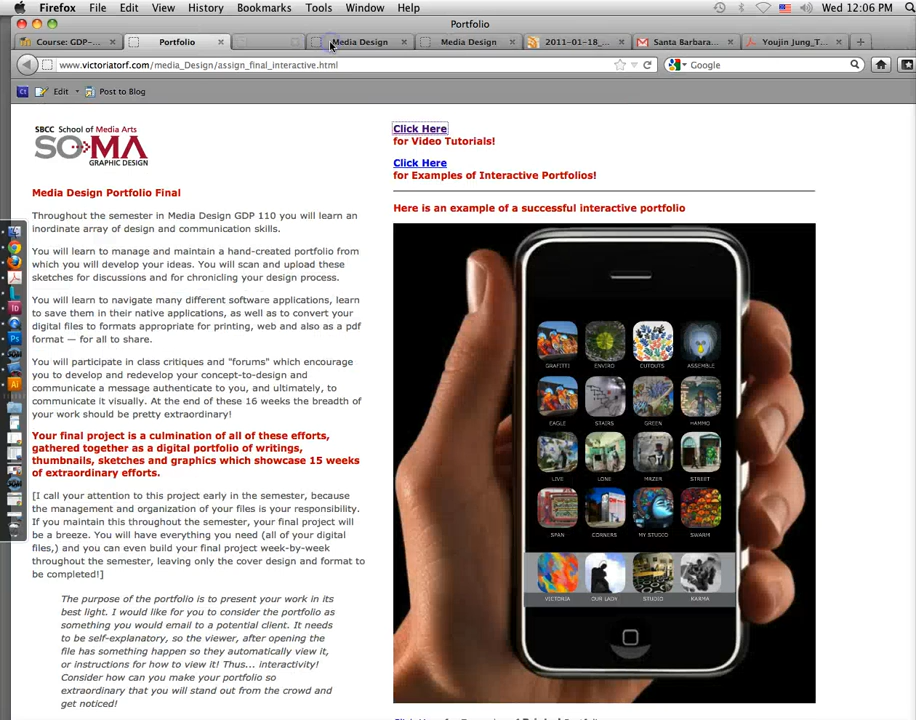 Firefox File Edit View History Bookmarks Tools Window Help Wed 12:06 PM
Portfolio
Course: GDP-... Portfolio Media Design Media Design 2011-01-18_... Santa Barbara... Youjin Jung_T...
www.victoriatorf.com/media_Design/assign_final_interactive.html Google
Edit Post to Blog
SBCC School of Media Arts
SOMA
GRAPHIC DESIGN
Media Design Portfolio Final
Throughout the semester in Media Design GDP 110 you will learn an
inordinate array of design and communication skills.
You will learn to manage and maintain a hand-created portfolio from
which you will develop your ideas. You will scan and upload these
sketches for discussions and for chronicling your design process.
You will learn to navigate many different software applications, learn
to save them in their native applications, as well as to convert your
digital files to formats appropriate for printing, web and also as a pdf
format — for all to share.
You will participate in class critiques and "forums" which encourage
you to develop and redevelop your concept-to-design and
communicate a message authenticate to you, and ultimately, to
communicate it visually. At the end of these 16 weeks the breadth of
your work should be pretty extraordinary!
Your final project is a culmination of all of these efforts,
gathered together as a digital portfolio of writings,
thumbnails, sketches and graphics which showcase 15 weeks
of extraordinary efforts.
[I call your attention to this project early in the semester, because
the management and organization of your files is your responsibility.
If you maintain this throughout the semester, your final project will
be a breeze. You will have everything you need (all of your digital
files,) and you can even build your final project week-by-week
throughout the semester, leaving only the cover design and format to
be completed!]
The purpose of the portfolio is to present your work in its
best light. I would like for you to consider the portfolio as
something you would email to a potential client. It needs
to be self-explanatory, so the viewer, after opening the
file has something happen so they automatically view it,
or instructions for how to view it! Thus... interactivity!
Consider how can you make your portfolio so
extraordinary that you will stand out from the crowd and
get noticed!
Click Here
for Video Tutorials!
Click Here
for Examples of Interactive Portfolios!
Here is an example of a successful interactive portfolio
GRAFITTI ENVIRO CUTOUTS ASSEMBLE
EAGLE STAIRS GREEN HAMMO
LIVE LONE MRZER STREET
SPAN CORNERS MY STUDIO SWARM
VICTORIA OUR LADY STUDIO KARMA